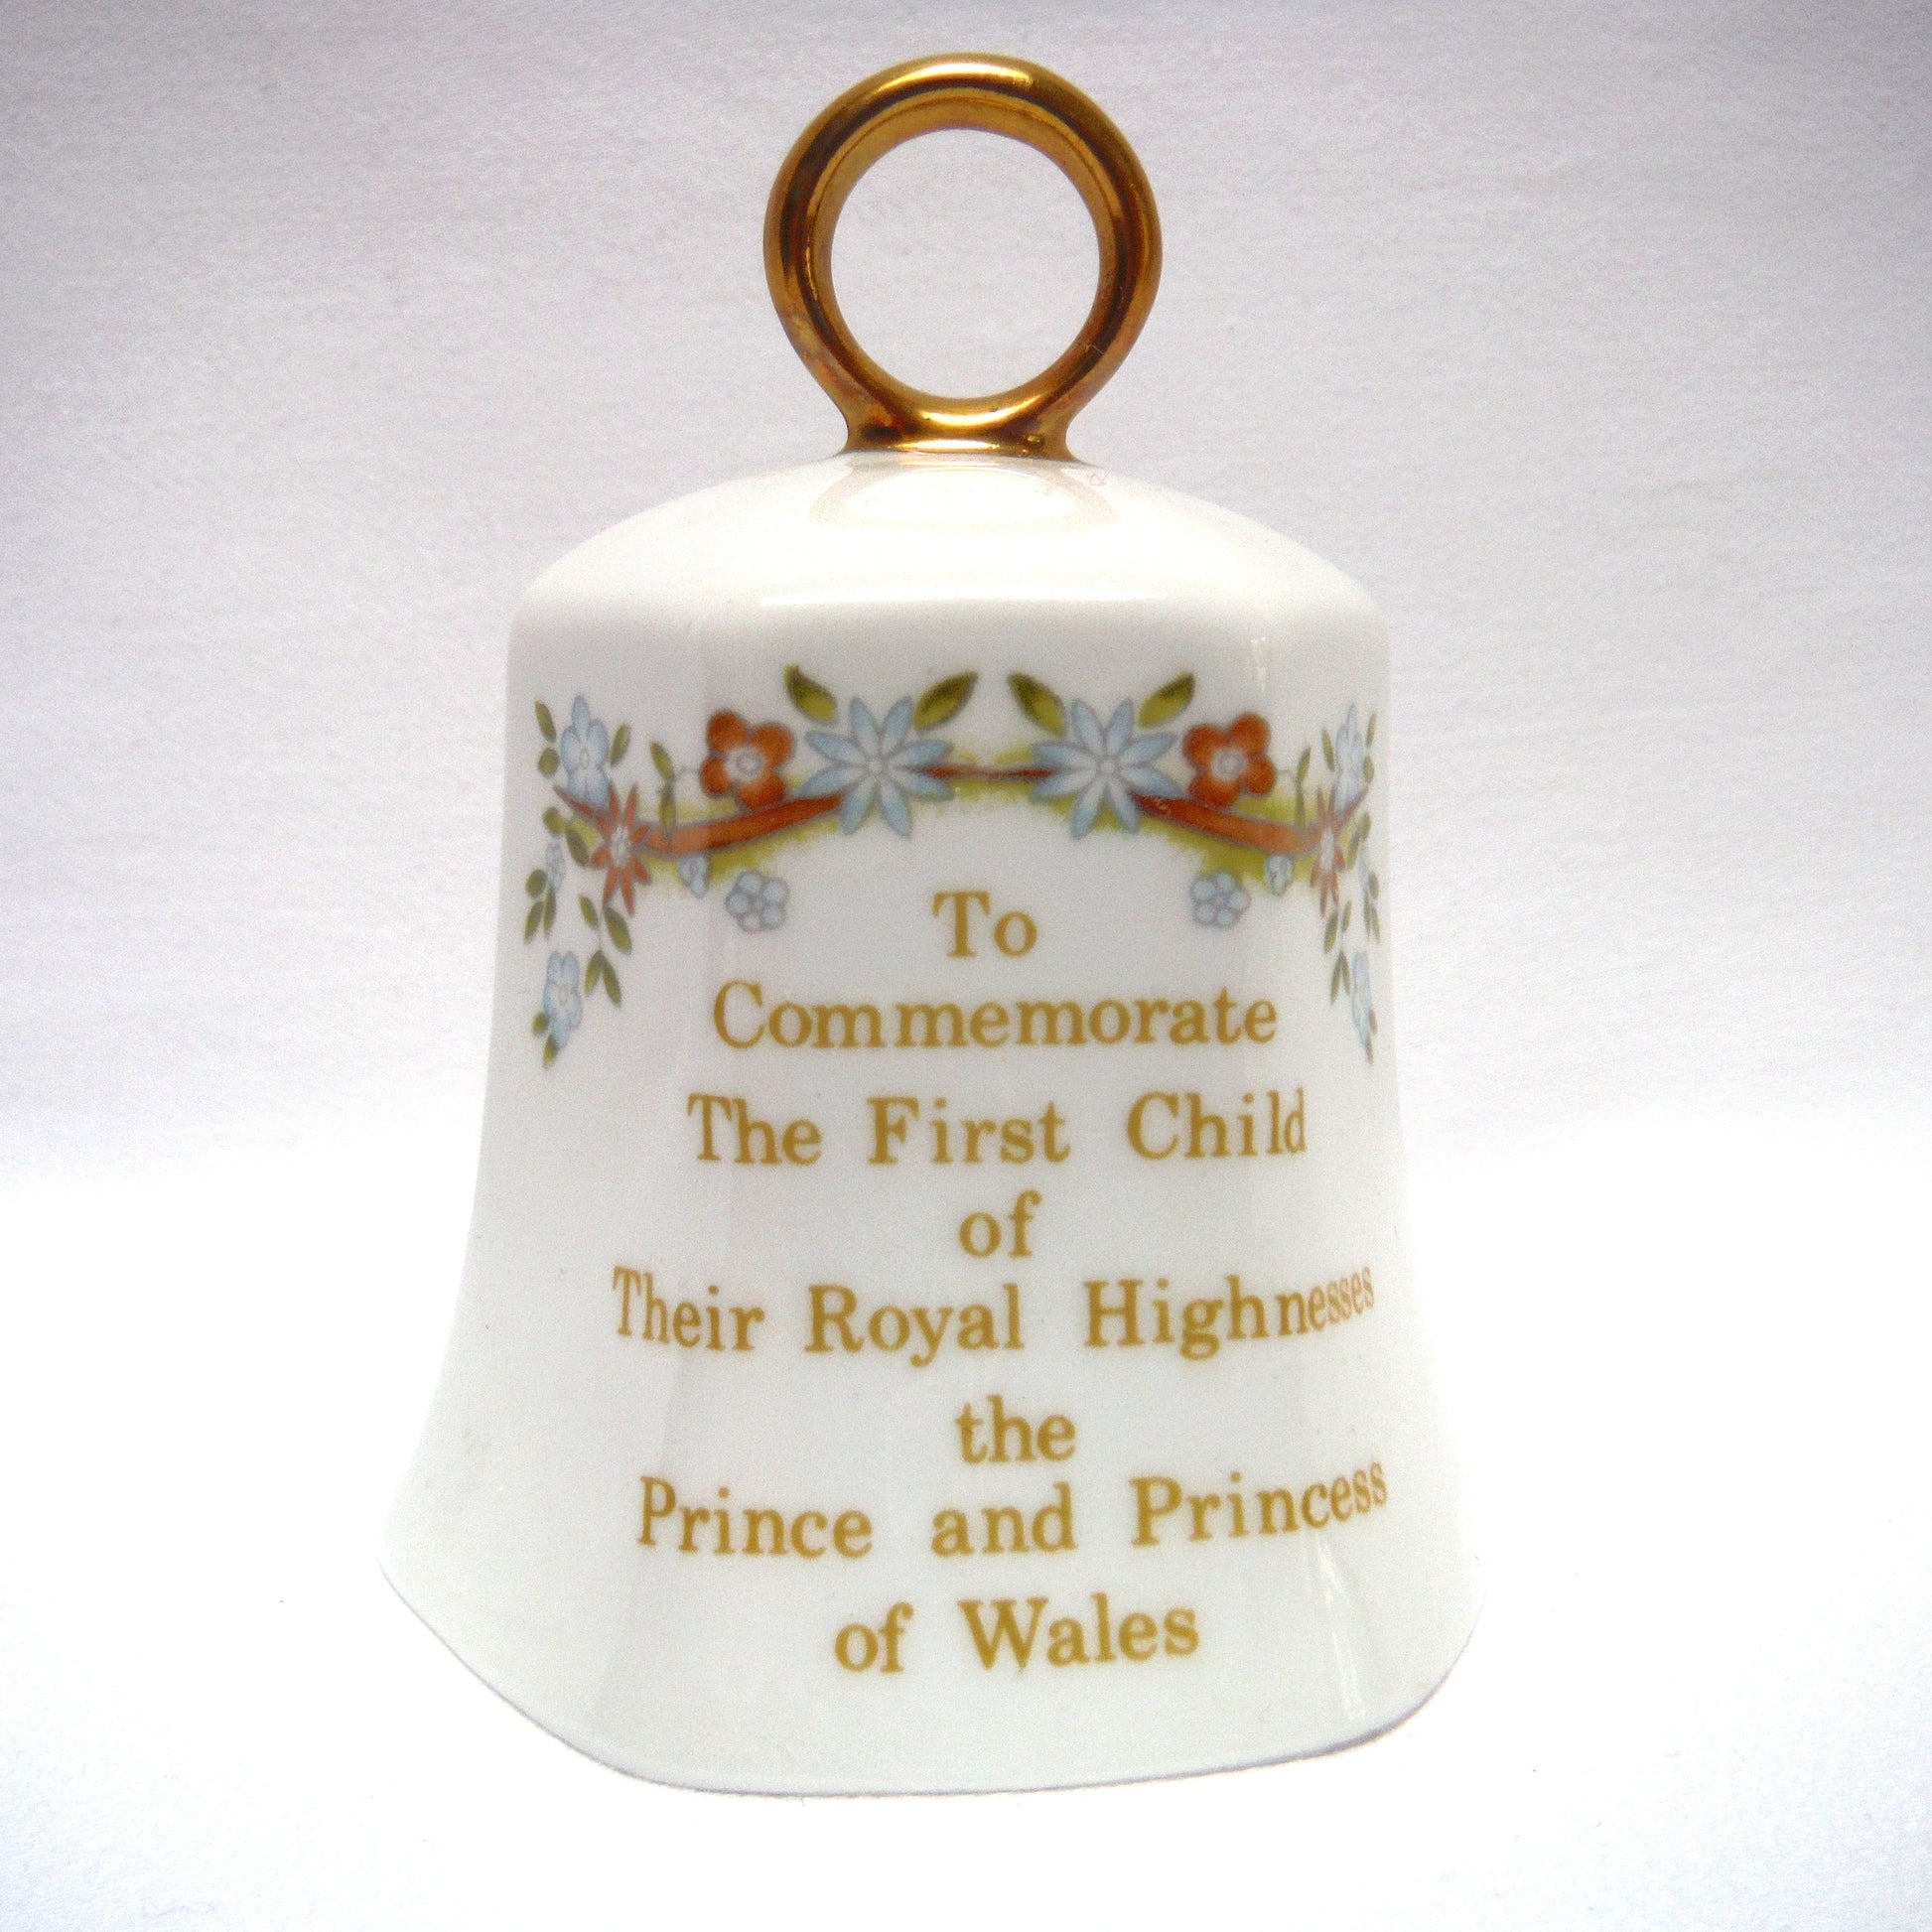 To
Commemorate
The First Child
of
Their Royal Highnesses
the
Prince and Princess
of Wales